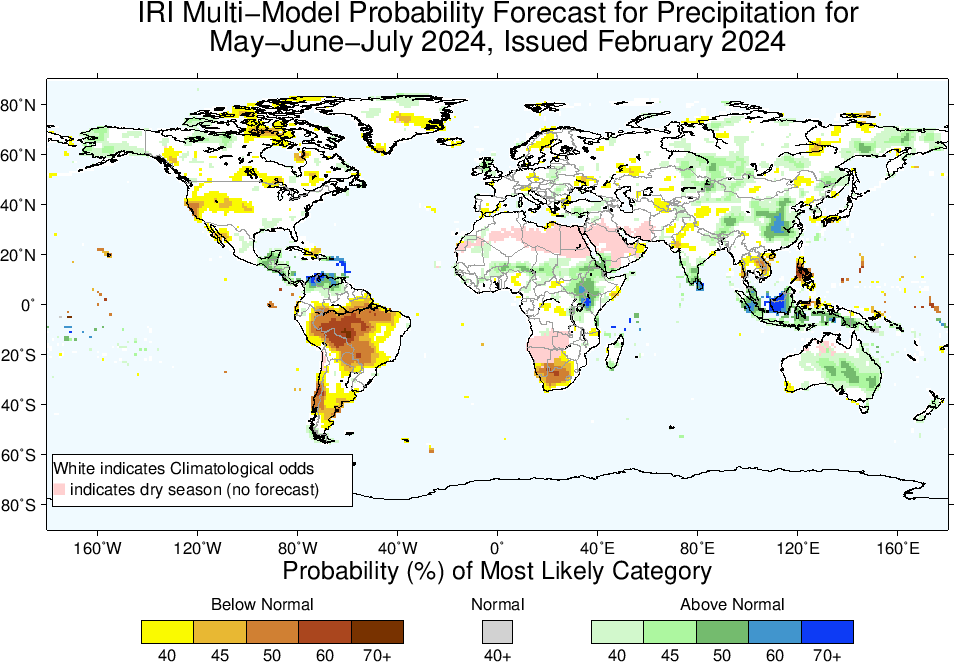 IRI Multi−Model Probability Forecast for Precipitation for
May−June−July 2024, Issued February 2024
80˚N
60˚N
40˚N
20˚N
0˚
20˚S
40˚S
60˚S
80˚S
White indicates Climatological odds
indicates dry season (no forecast)
160˚W 120˚W 80˚W 40˚W 0˚ 40˚E 80˚E 120˚E 160˚E
Probability (%) of Most Likely Category
Below Normal Normal Above Normal
40 45 50 60 70+ 40+ 40 45 50 60 70+